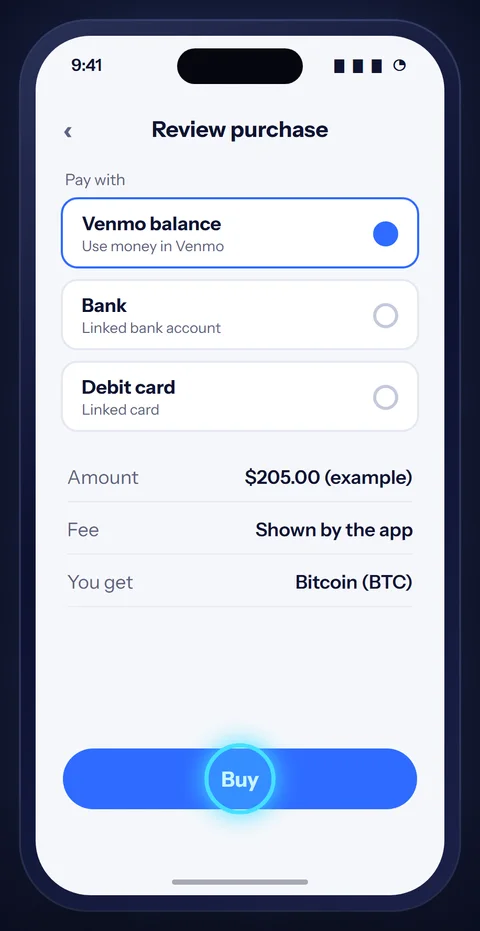 9:41
‹ Review purchase
Pay with
Venmo balance
Use money in Venmo
Bank
Linked bank account
Debit card
Linked card
Amount $205.00 (example)
Fee Shown by the app
You get Bitcoin (BTC)
Buy